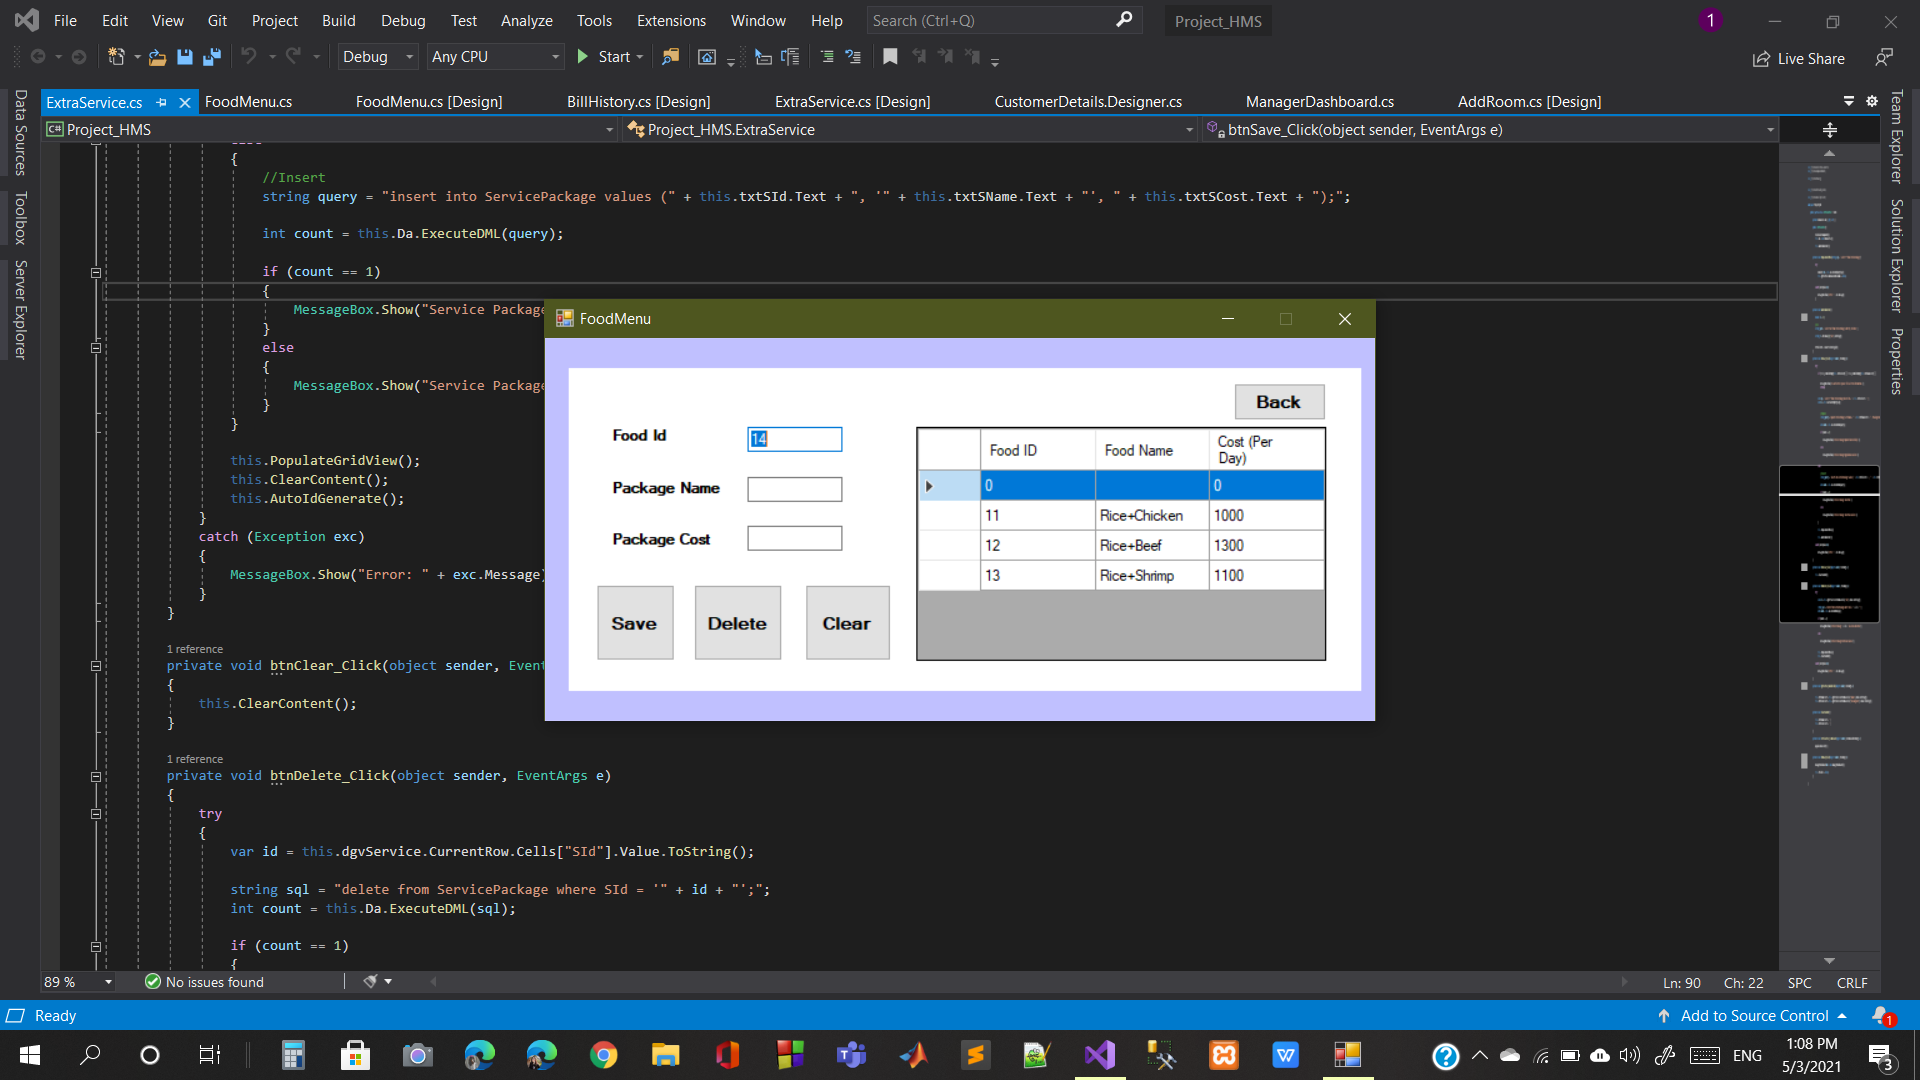 File Edit View Git Project Build Debug Test Analyze Tools Extensions Window Help Search (Ctrl+Q) Project_HMS 1
Debug Any CPU Start Live Share
ExtraService.cs FoodMenu.cs FoodMenu.cs [Design] BillHistory.cs [Design] ExtraService.cs [Design] CustomerDetails.Designer.cs ManagerDashboard.cs AddRoom.cs [Design]
C# Project_HMS Project_HMS.ExtraService btnSave_Click(object sender, EventArgs e)
Data Sources
Toolbox
Server Explorer
Team Explorer
Solution Explorer
Properties
{
//Insert
string query = "insert into ServicePackage values (" + this.txtSId.Text + ", '" + this.txtSName.Text + "', " + this.txtSCost.Text + ");";
int count = this.Da.ExecuteDML(query);
if (count == 1)
{
MessageBox.Show("Service Package
}
else
{
MessageBox.Show("Service Package
}
}
this.PopulateGridView();
this.ClearContent();
this.AutoIdGenerate();
}
catch (Exception exc)
{
MessageBox.Show("Error: " + exc.Message)
}
}
1 reference
private void btnClear_Click(object sender, Event
{
this.ClearContent();
}
1 reference
private void btnDelete_Click(object sender, EventArgs e)
{
try
{
var id = this.dgvService.CurrentRow.Cells["SId"].Value.ToString();
string sql = "delete from ServicePackage where SId = '" + id + "';";
int count = this.Da.ExecuteDML(sql);
if (count == 1)
{
FoodMenu
Back
Food Id 14
Package Name
Package Cost
Save Delete Clear
Food ID Food Name Cost (Per Day)
0 0
11 Rice+Chicken 1000
12 Rice+Beef 1300
13 Rice+Shrimp 1100
89 % No issues found Ln: 90 Ch: 22 SPC CRLF
Ready Add to Source Control 1
ENG 1:08 PM
5/3/2021 3